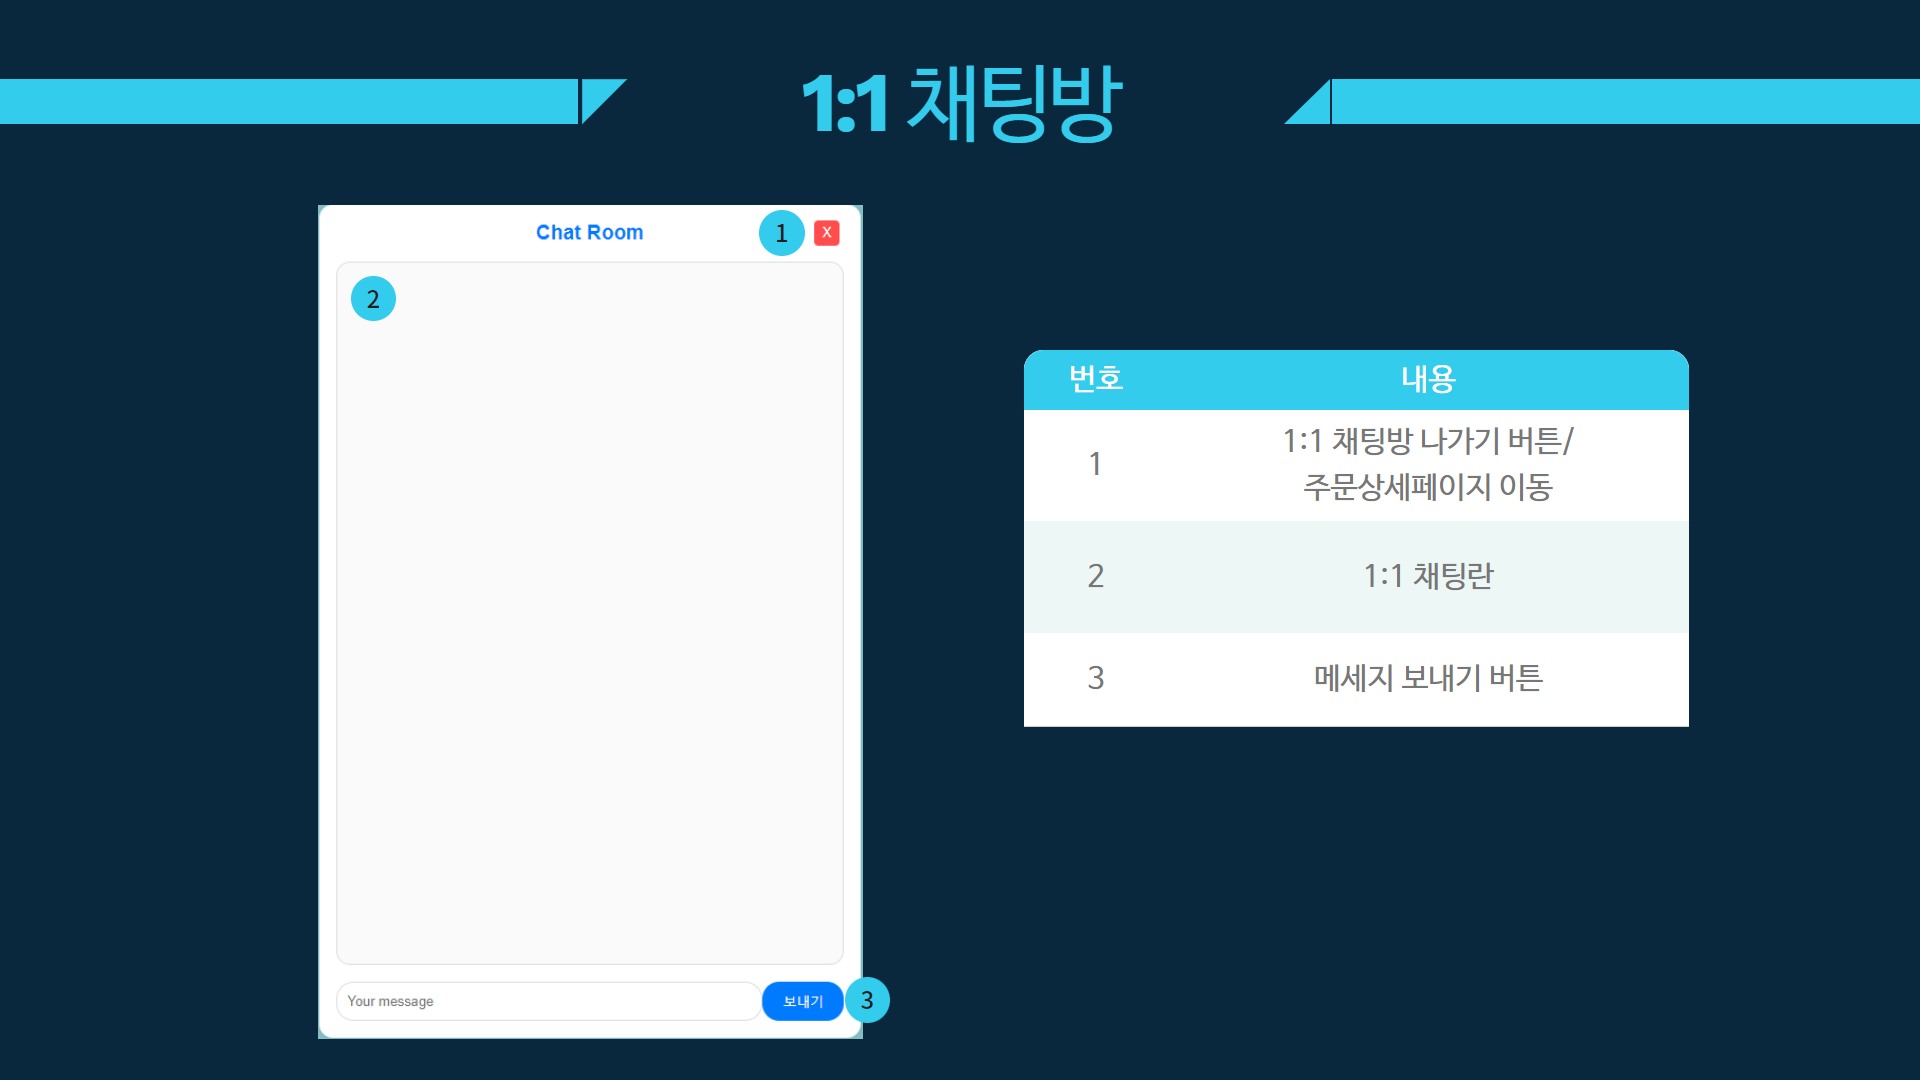 1:1 채팅방
Chat Room
1
X
2
Your message
보내기
3
번호 내용
1 1:1 채팅방 나가기 버튼/
주문상세페이지 이동
2 1:1 채팅란
3 메세지 보내기 버튼